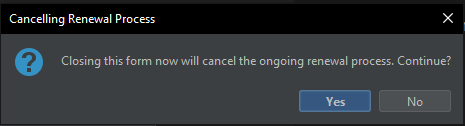 Cancelling Renewal Process
Closing this form now will cancel the ongoing renewal process. Continue?
Yes
No